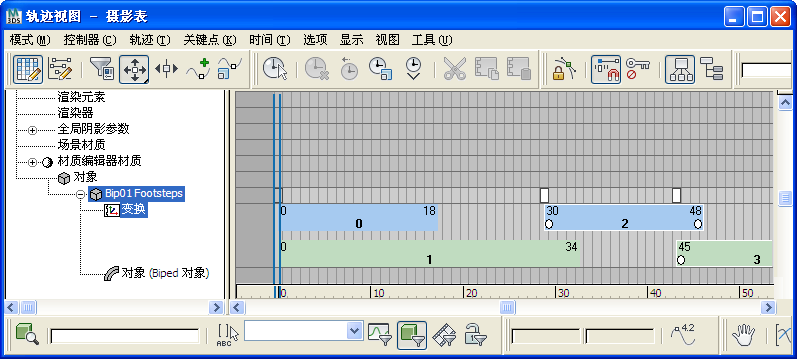 轨迹视图 - 摄影表
模式(M) 控制器(C) 轨迹(T) 关键点(K) 时间(T) 选项 显示 视图 工具(U)
渲染元素
渲染器
全局阴影参数
场景材质
材质编辑器材质
对象
Bip01 Footsteps
变换
对象 (Biped 对象)
0 18 30 48
0 2
0 34 45
1 3
0 10 20 30 40 50
ABC
4.2